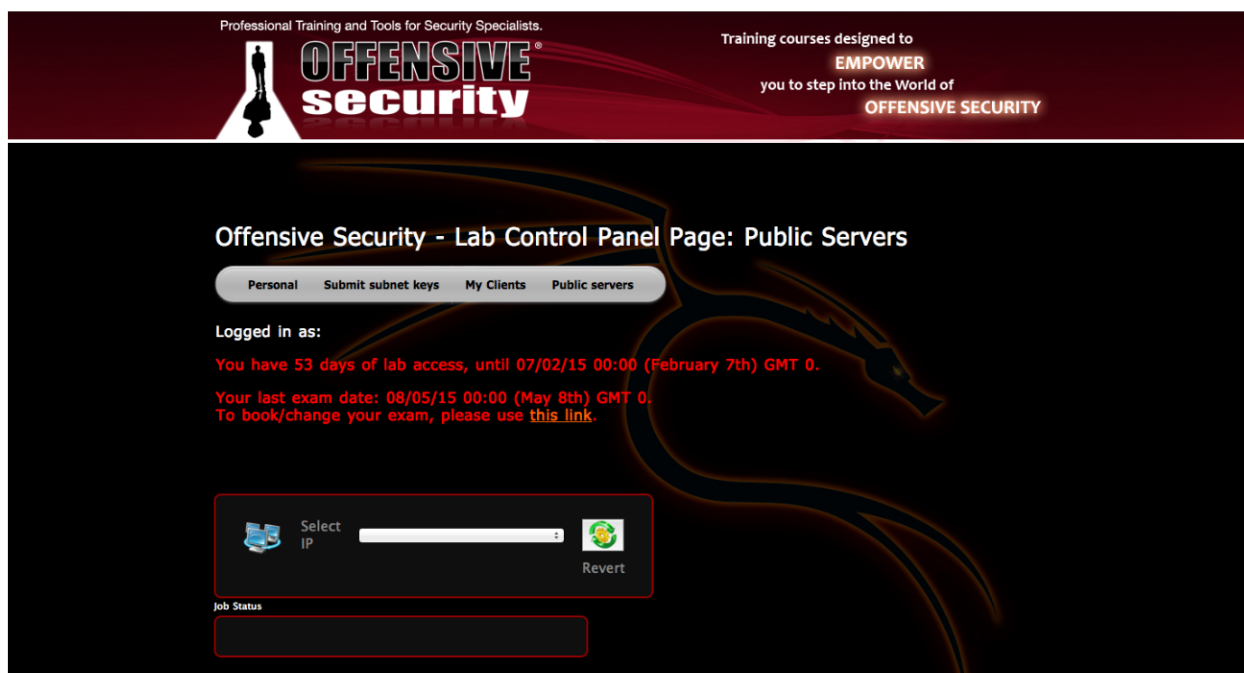 Professional Training and Tools for Security Specialists.
OFFENSIVE®
security
Training courses designed to
EMPOWER
you to step into the World of
OFFENSIVE SECURITY
Offensive Security - Lab Control Panel Page: Public Servers
Personal Submit subnet keys My Clients Public servers
Logged in as:
You have 53 days of lab access, until 07/02/15 00:00 (February 7th) GMT 0.
Your last exam date: 08/05/15 00:00 (May 8th) GMT 0.
To book/change your exam, please use this link.
Select
IP
Revert
Job Status